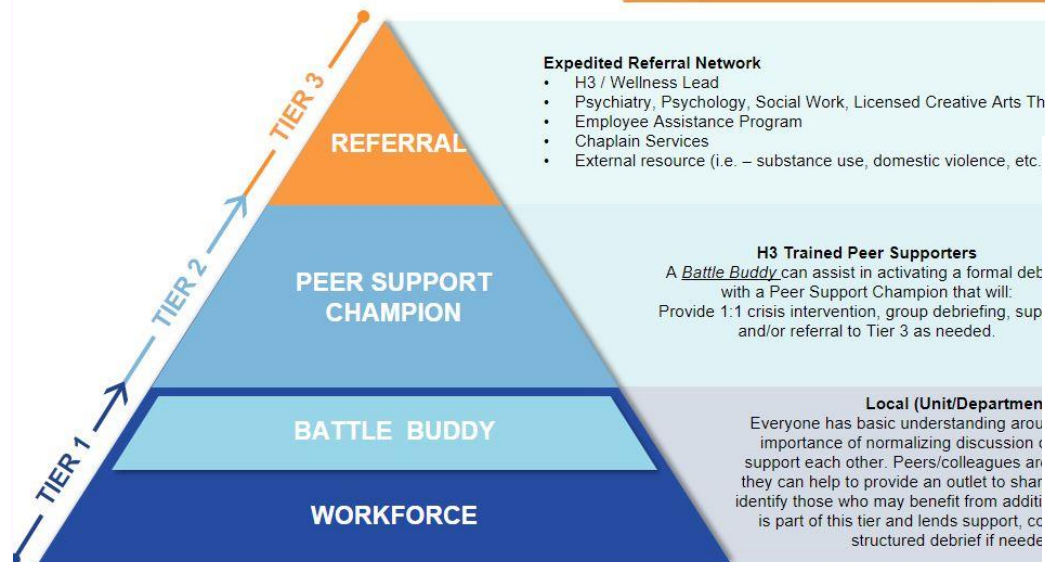 TIER 3
REFERRAL
Expedited Referral Network
• H3 / Wellness Lead
• Psychiatry, Psychology, Social Work, Licensed Creative Arts Th
• Employee Assistance Program
• Chaplain Services
• External resource (i.e. – substance use, domestic violence, etc.
TIER 2
PEER SUPPORT
CHAMPION
H3 Trained Peer Supporters
A Battle Buddy can assist in activating a formal deb
with a Peer Support Champion that will:
Provide 1:1 crisis intervention, group debriefing, sup
and/or referral to Tier 3 as needed.
TIER 1
BATTLE BUDDY
WORKFORCE
Local (Unit/Departmen
Everyone has basic understanding arou
importance of normalizing discussion
support each other. Peers/colleagues are
they can help to provide an outlet to shar
identify those who may benefit from additi
is part of this tier and lends support, co
structured debrief if neede